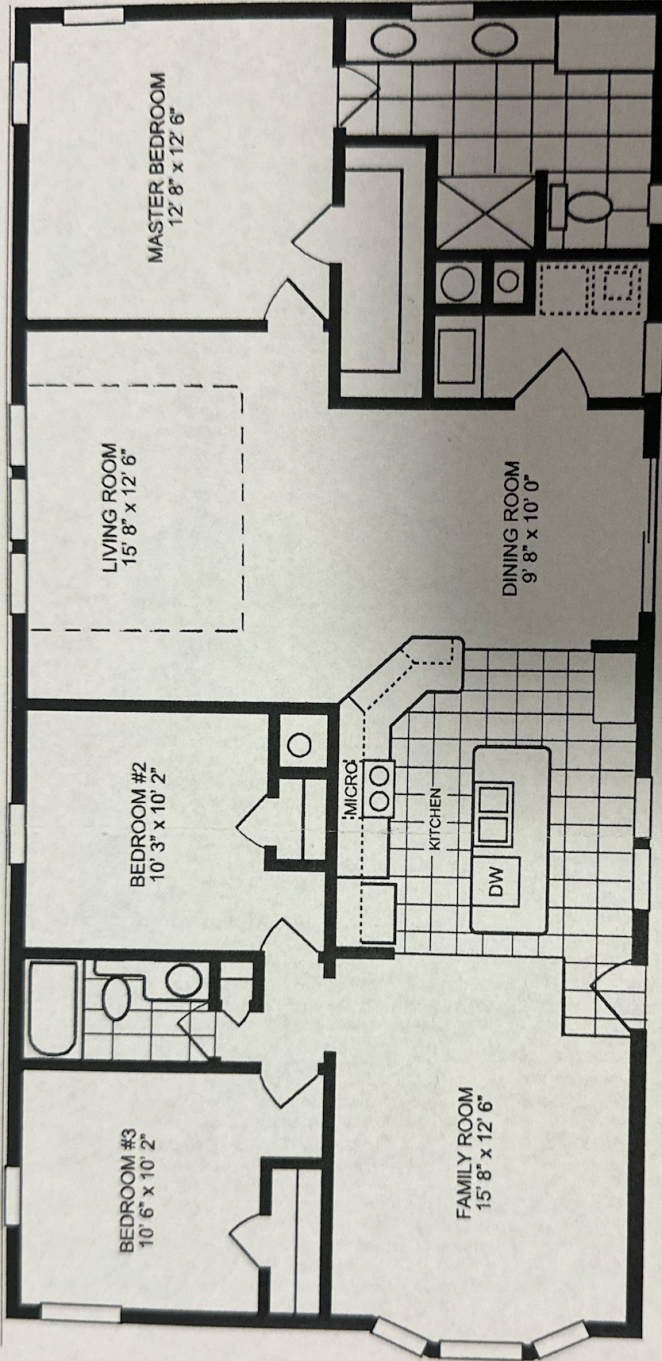 MASTER BEDROOM
12' 8" x 12' 6"
LIVING ROOM
15' 8" x 12' 6"
DINING ROOM
9' 8" x 10' 0"
BEDROOM #2
10' 3" x 10' 2"
MICRO'
KITCHEN
DW
BEDROOM #3
10' 6" x 10' 2"
FAMILY ROOM
15' 8" x 12' 6"